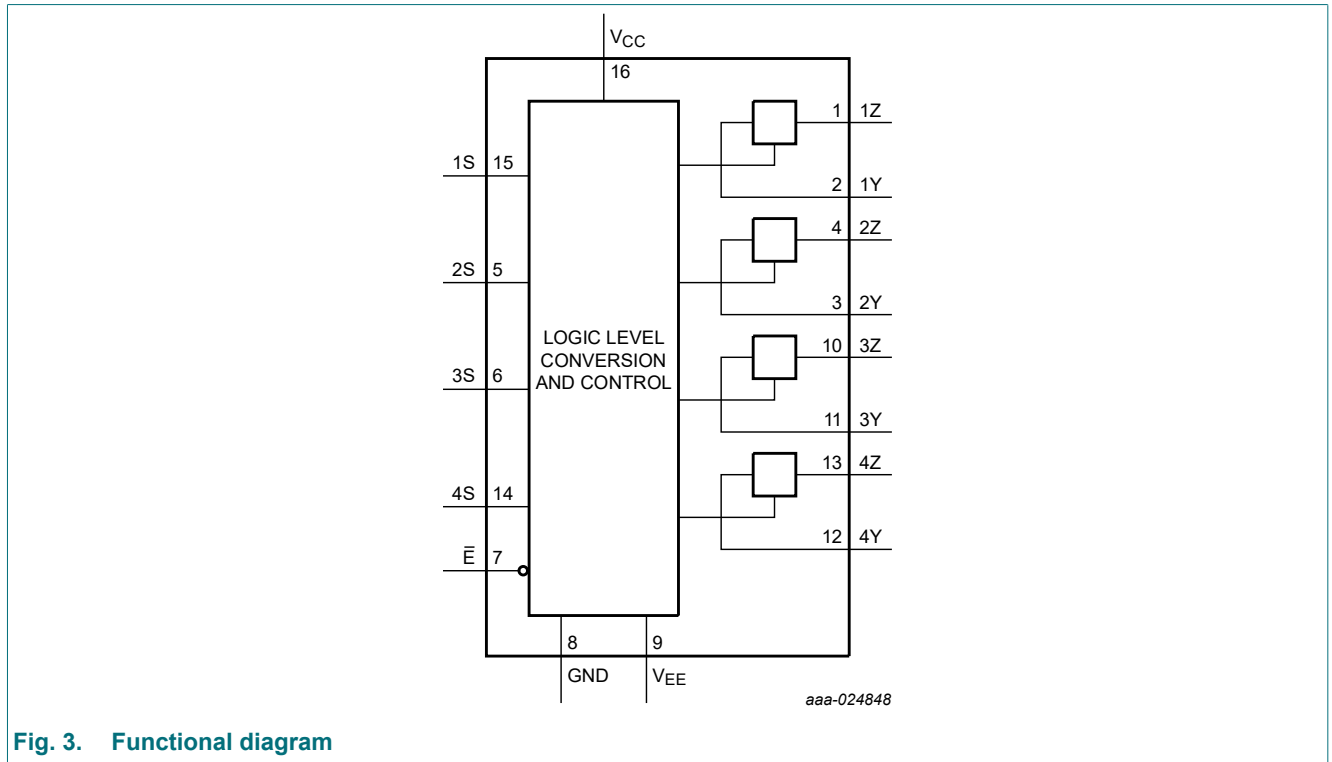 VCC
16
1 1Z
1S 15
2 1Y
4 2Z
2S 5
3 2Y
LOGIC LEVEL
CONVERSION
AND CONTROL
10 3Z
3S 6
11 3Y
13 4Z
4S 14
12 4Y
E̅ 7
8 9
GND VEE
aaa-024848
Fig. 3. Functional diagram